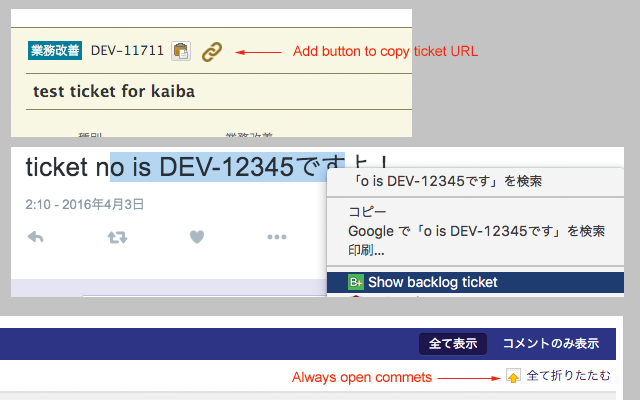 業務改善 DEV-11711 Add button to copy ticket URL
test ticket for kaiba
種別 業務改善
ticket no is DEV-12345ですよ！
2:10 - 2016年4月3日
「o is DEV-12345です」を検索
コピー
Google で「o is DEV-12345です」を検索
印刷...
B+ Show backlog ticket
全て表示 コメントのみ表示
Always open commets 全て折りたたむ